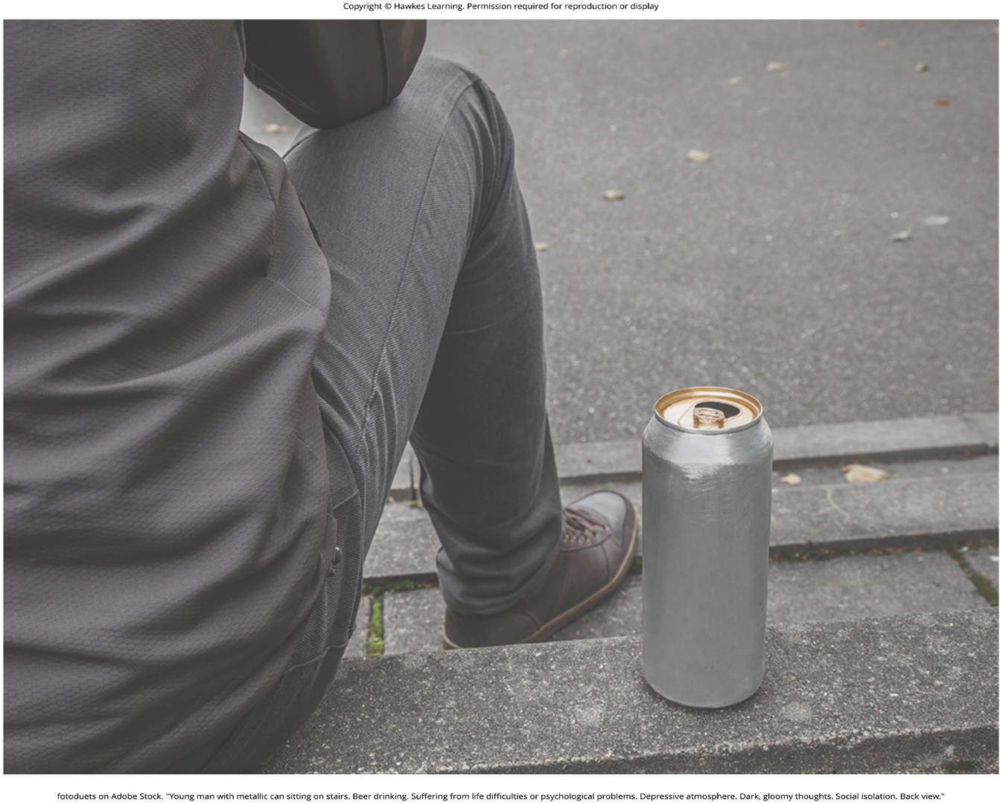 Copyright © Hawkes Learning. Permission required for reproduction or display
fotoduets on Adobe Stock. "Young man with metallic can sitting on stairs. Beer drinking. Suffering from life difficulties or psychological problems. Depressive atmosphere. Dark, gloomy thoughts. Social isolation. Back view."